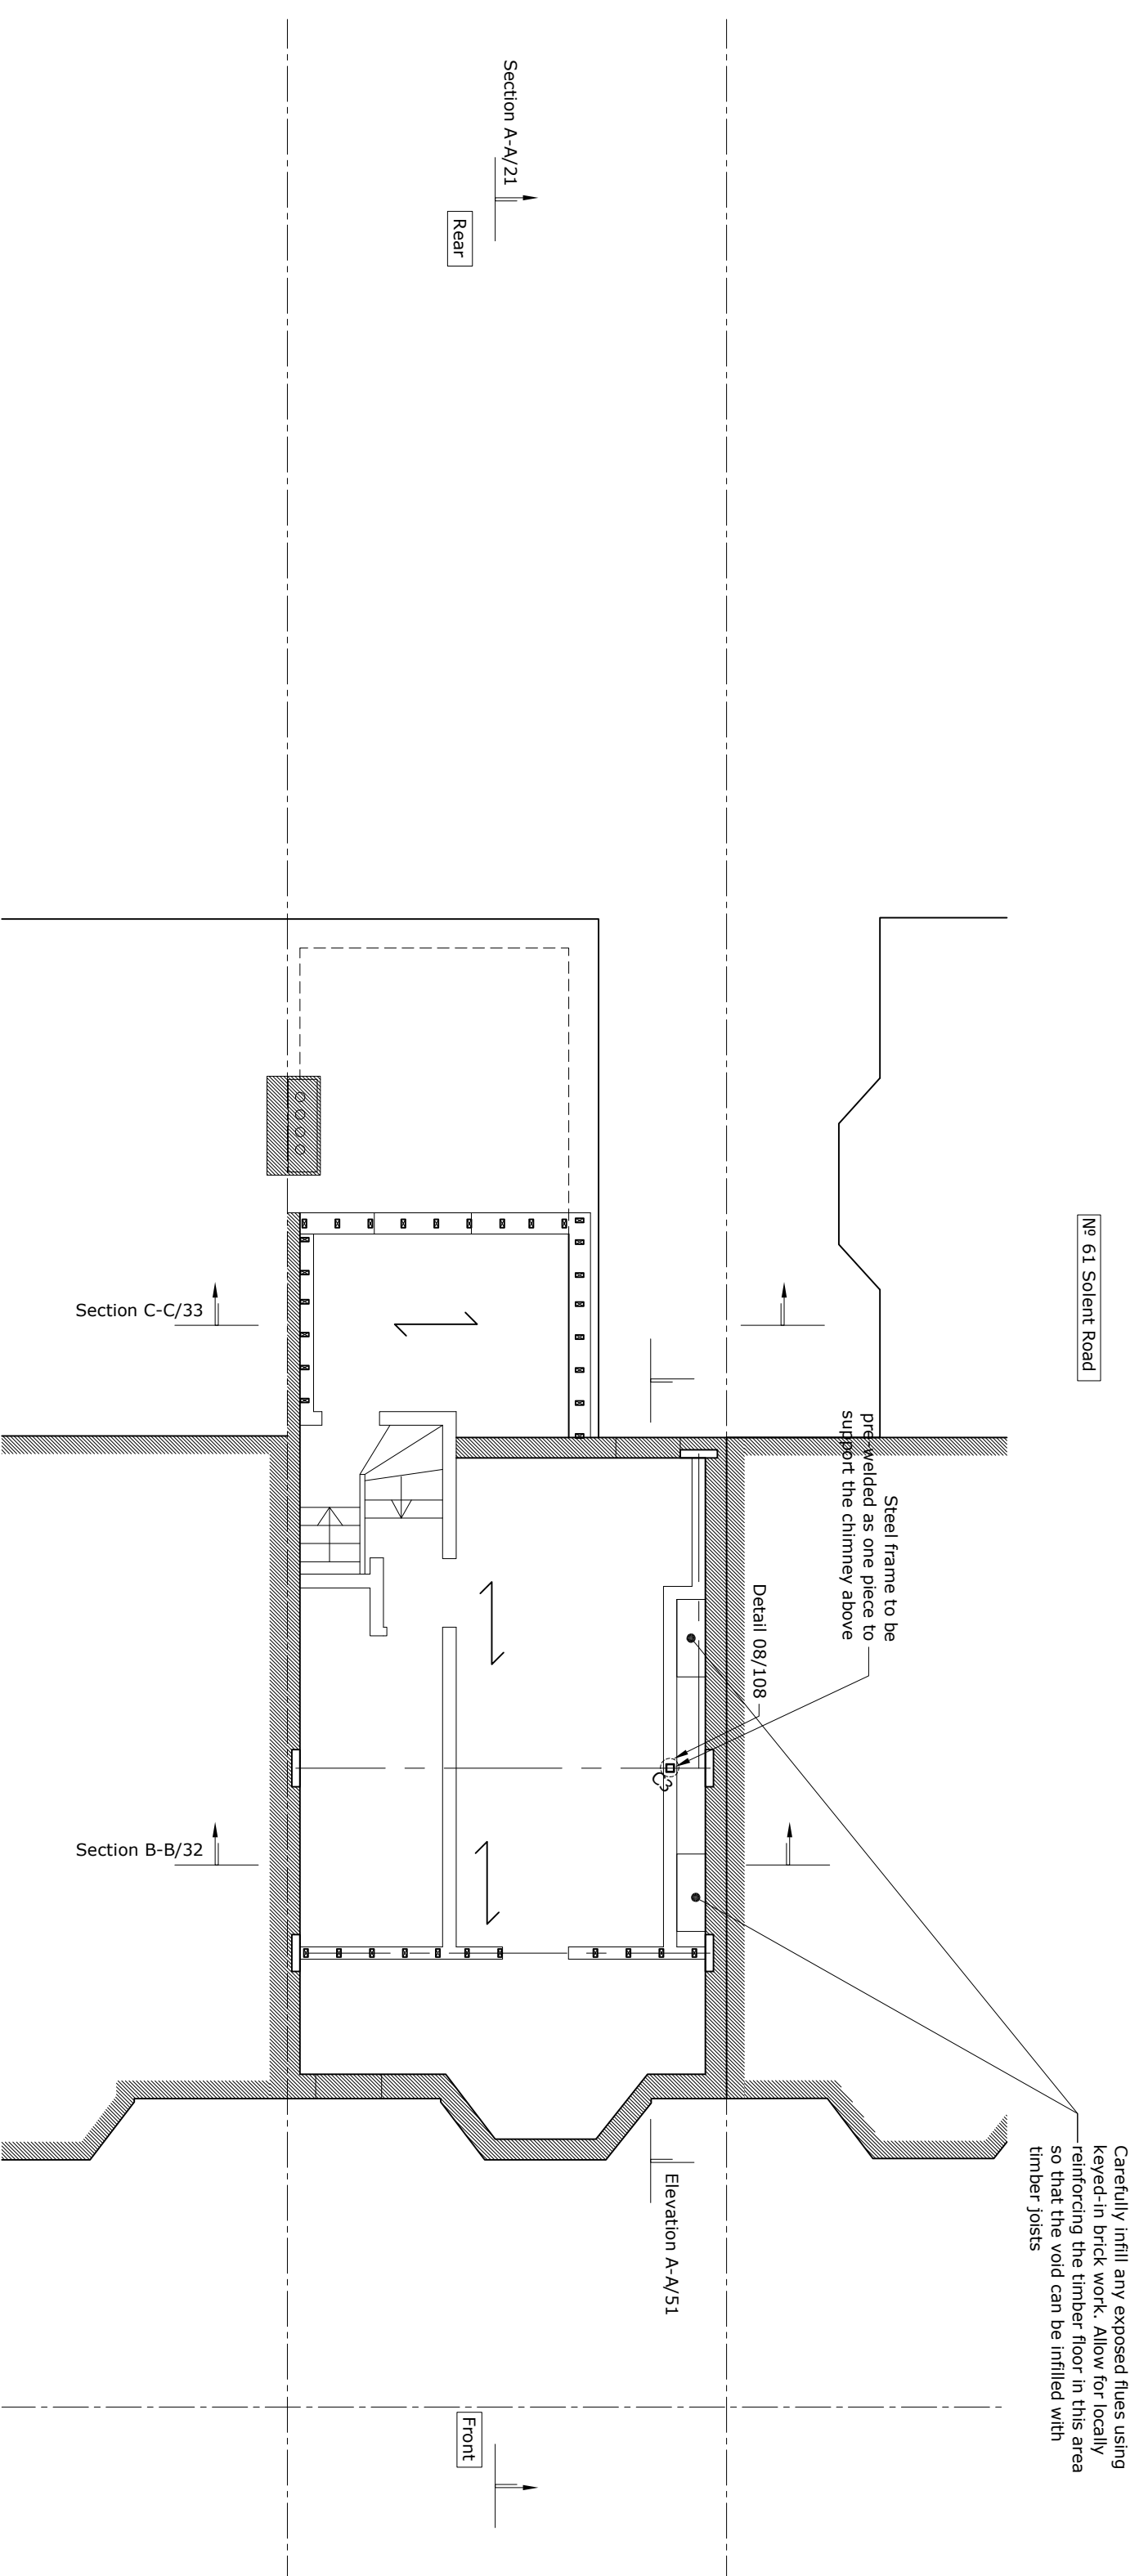 Section A-A/21
Rear
Nº 61 Solent Road
Section C-C/33
Steel frame to be
pre-welded as one piece to
support the chimney above
Detail 08/108
C3
Section B-B/32
Carefully infill any exposed flues using
keyed-in brick work. Allow for locally
reinforcing the timber floor in this area
so that the void can be infilled with
timber joists
Elevation A-A/51
Front